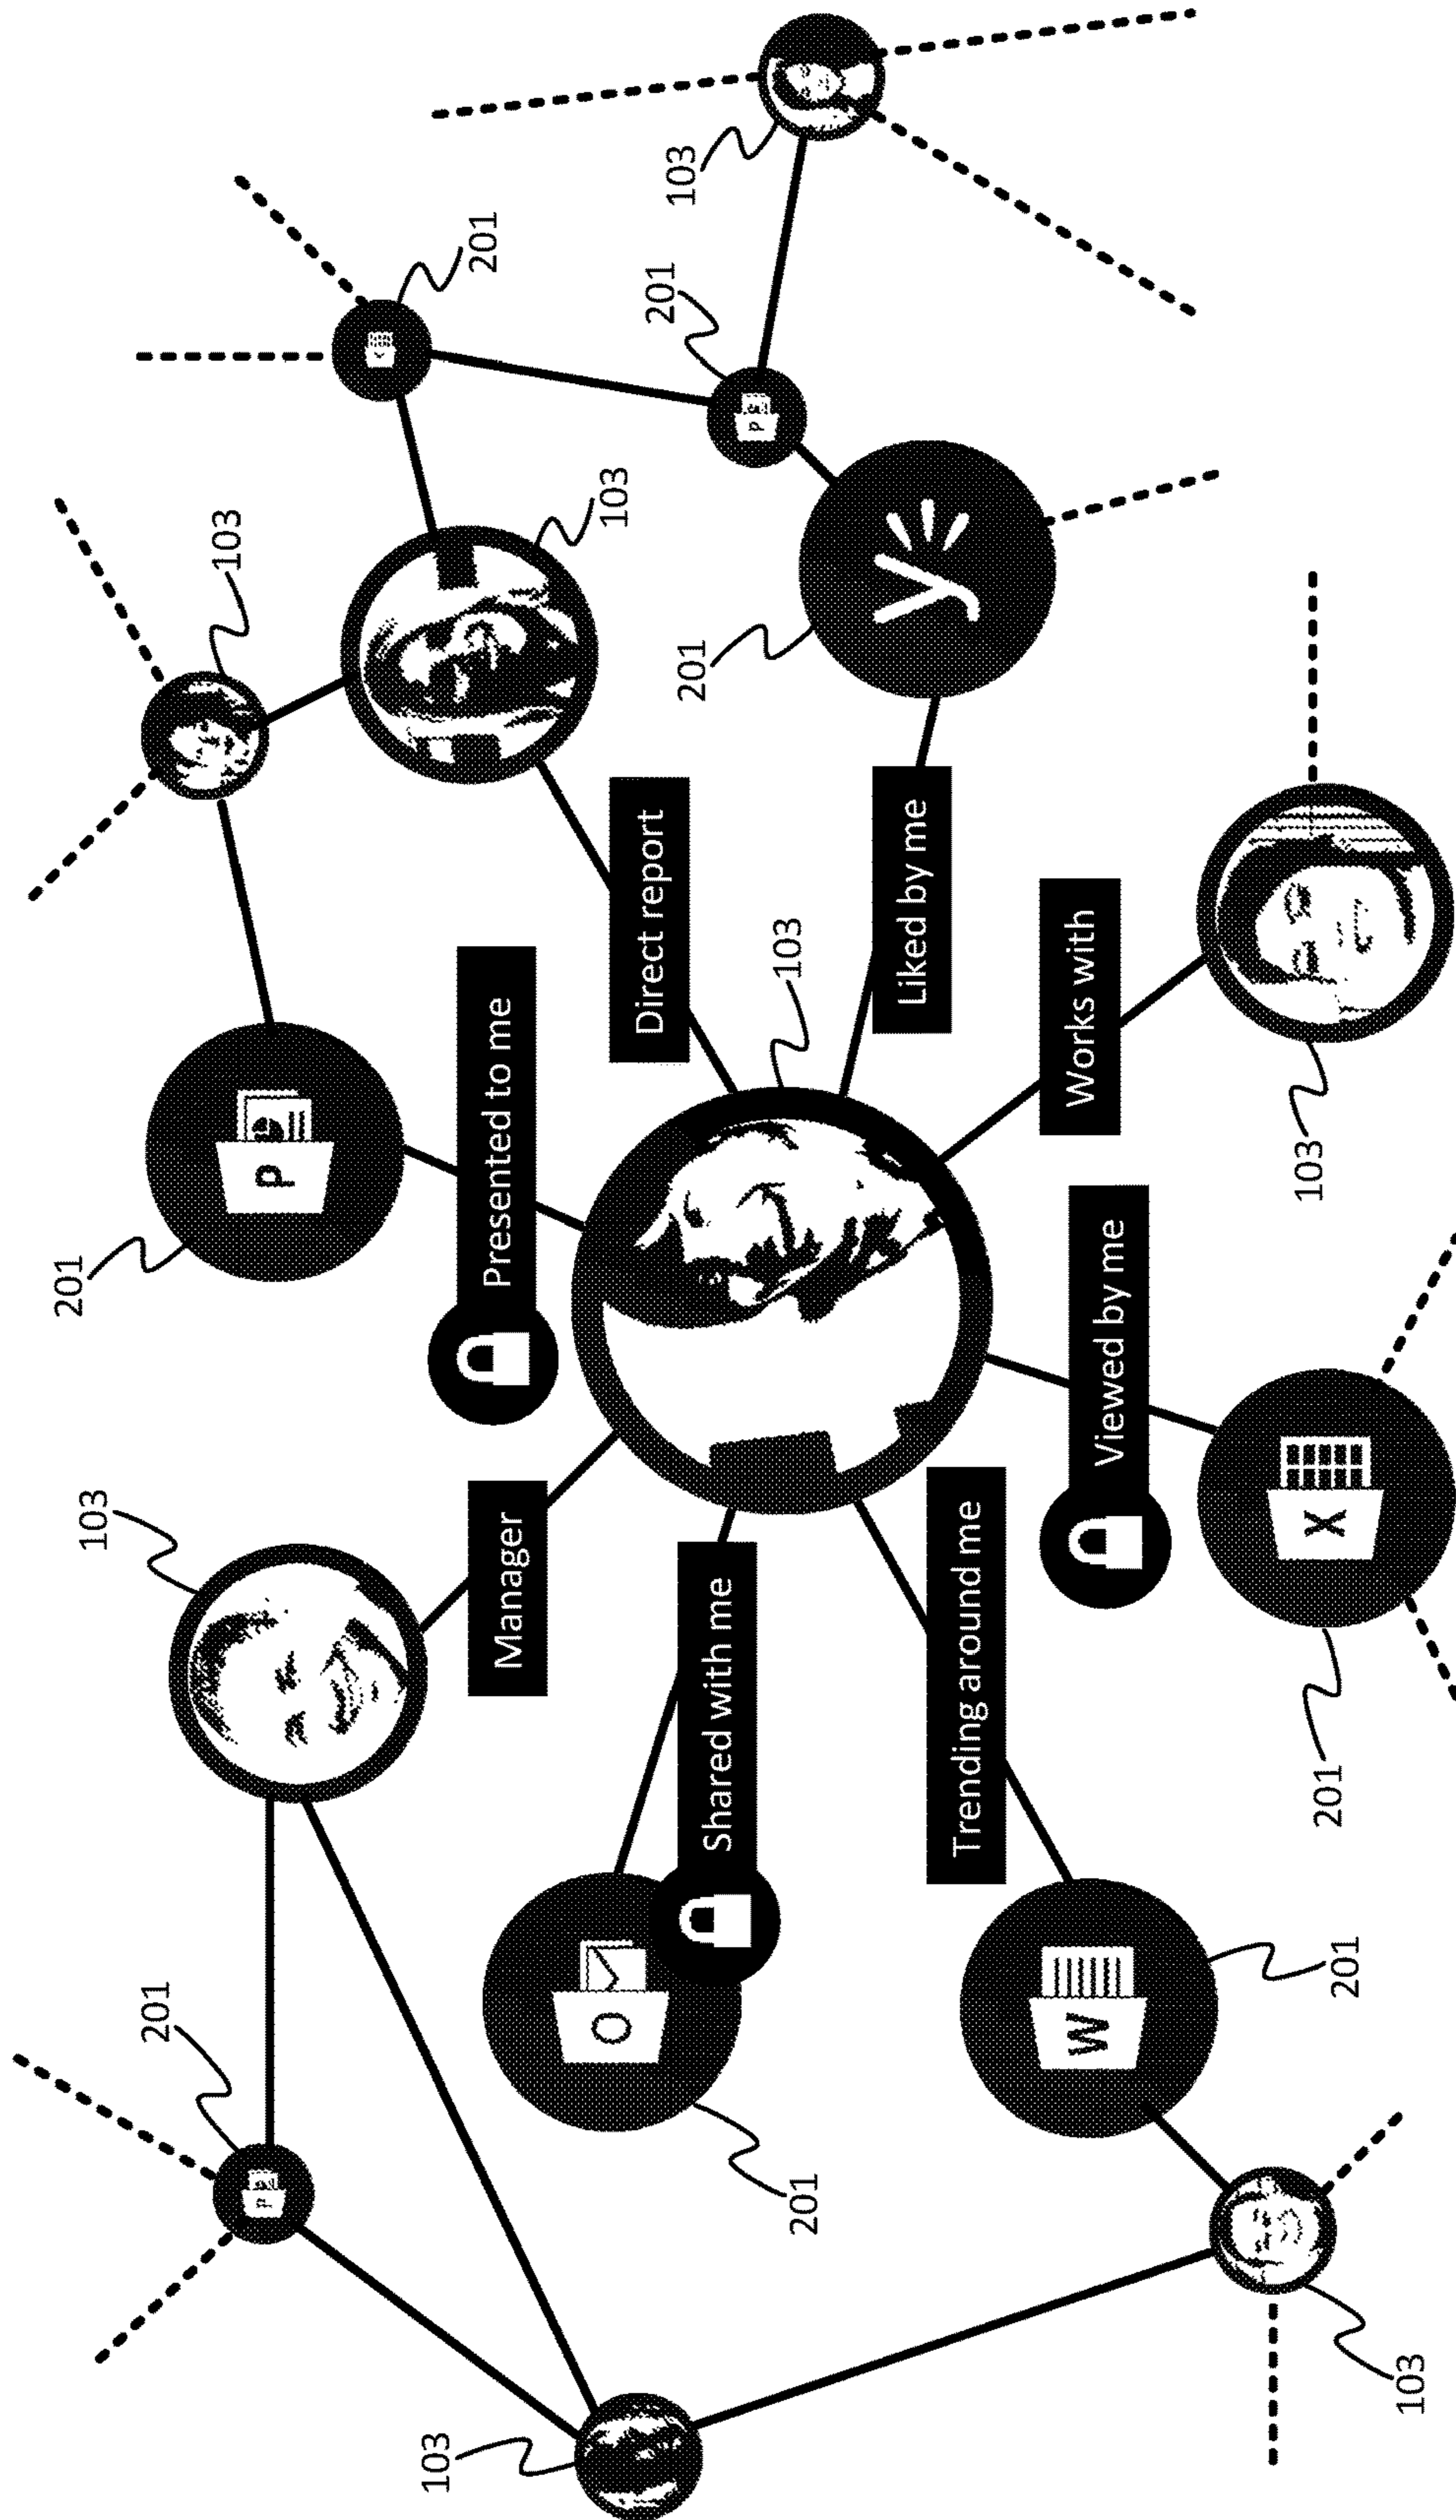 201
103
201
103
P
P
103
201
Manager
Presented to me
103
O
Direct report
201
103
201
Shared with me
P
103
201
Liked by me
y
Trending around me
Works with
W
Viewed by me
103
201
X
201
103